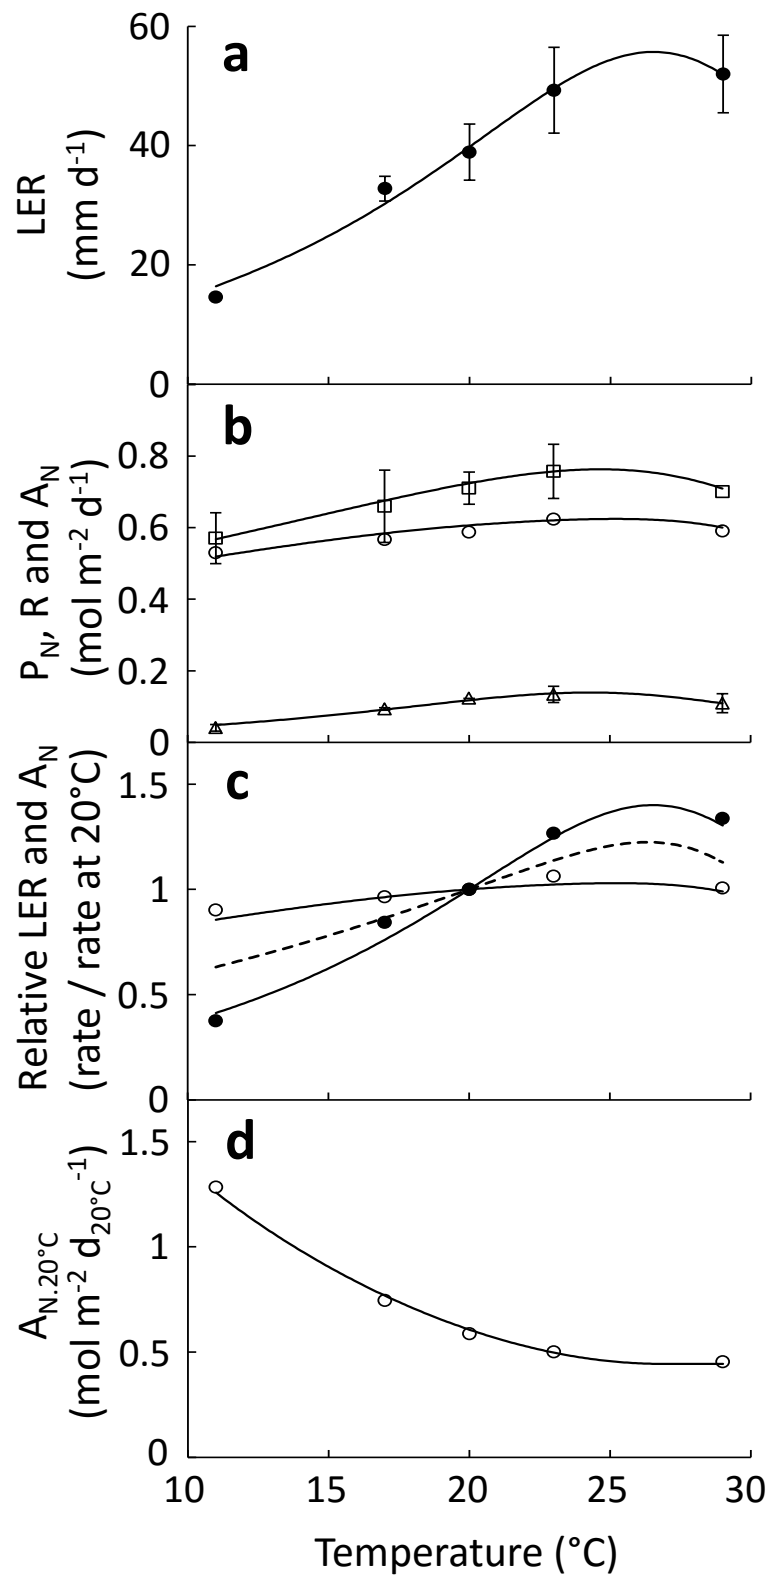 a
60
40
20
0
LER
(mm d-1)
b
0.8
0.6
0.4
0.2
0
PN, R and AN
(mol m-2 d-1)
c
1.5
1
0.5
0
Relative LER and AN
(rate / rate at 20°C)
d
1.5
1
0.5
0
AN.20°C
(mol m-2 d20°C-1)
10 15 20 25 30
Temperature (°C)